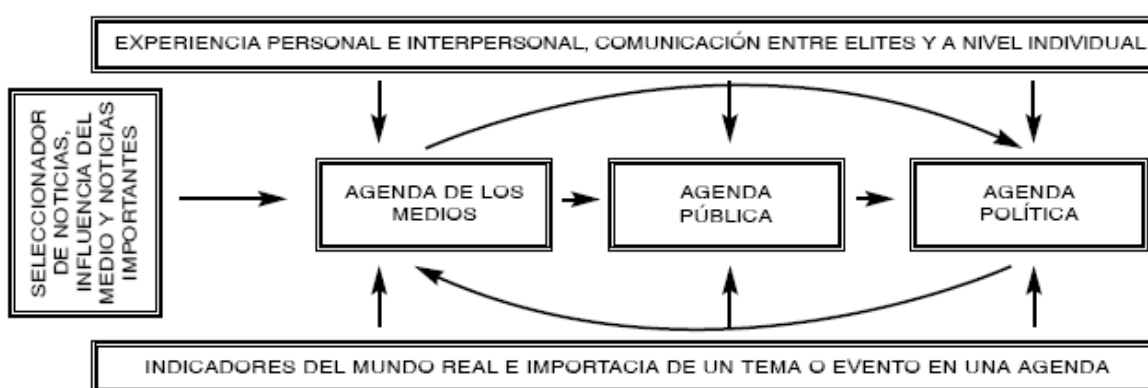 EXPERIENCIA PERSONAL E INTERPERSONAL, COMUNICACIÓN ENTRE ELITES Y A NIVEL INDIVIDUAL
SELECCIONADOR
DE NOTICIAS,
INFLUENCIA DEL
MEDIO Y NOTICIAS
IMPORTANTES
AGENDA DE LOS
MEDIOS
AGENDA
PÚBLICA
AGENDA
POLÍTICA
INDICADORES DEL MUNDO REAL E IMPORTACIA DE UN TEMA O EVENTO EN UNA AGENDA